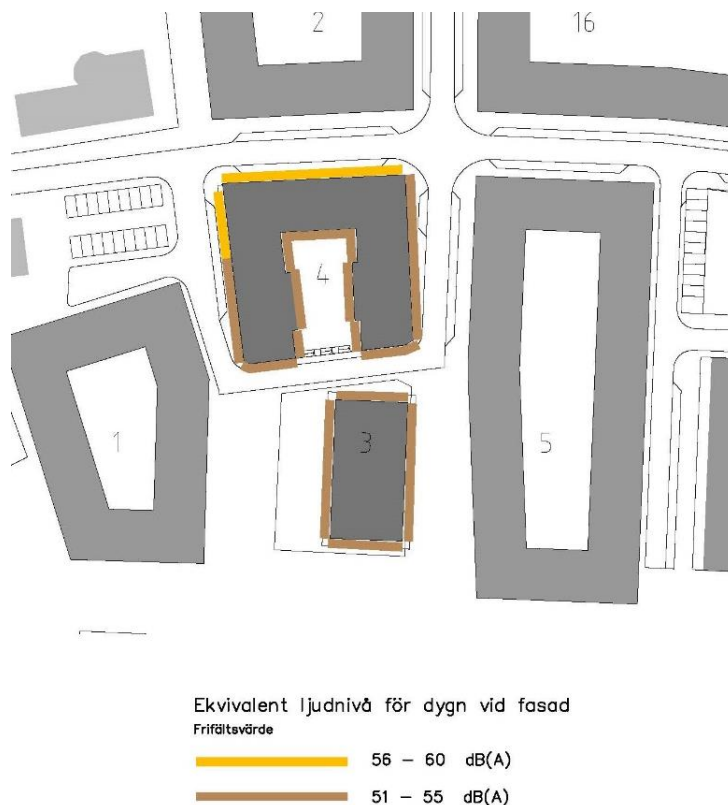 2
16
4
1
3
5
Ekvivalent ljudnivå för dygn vid fasad
Frifältsvärde
56 – 60 dB(A)
51 – 55 dB(A)